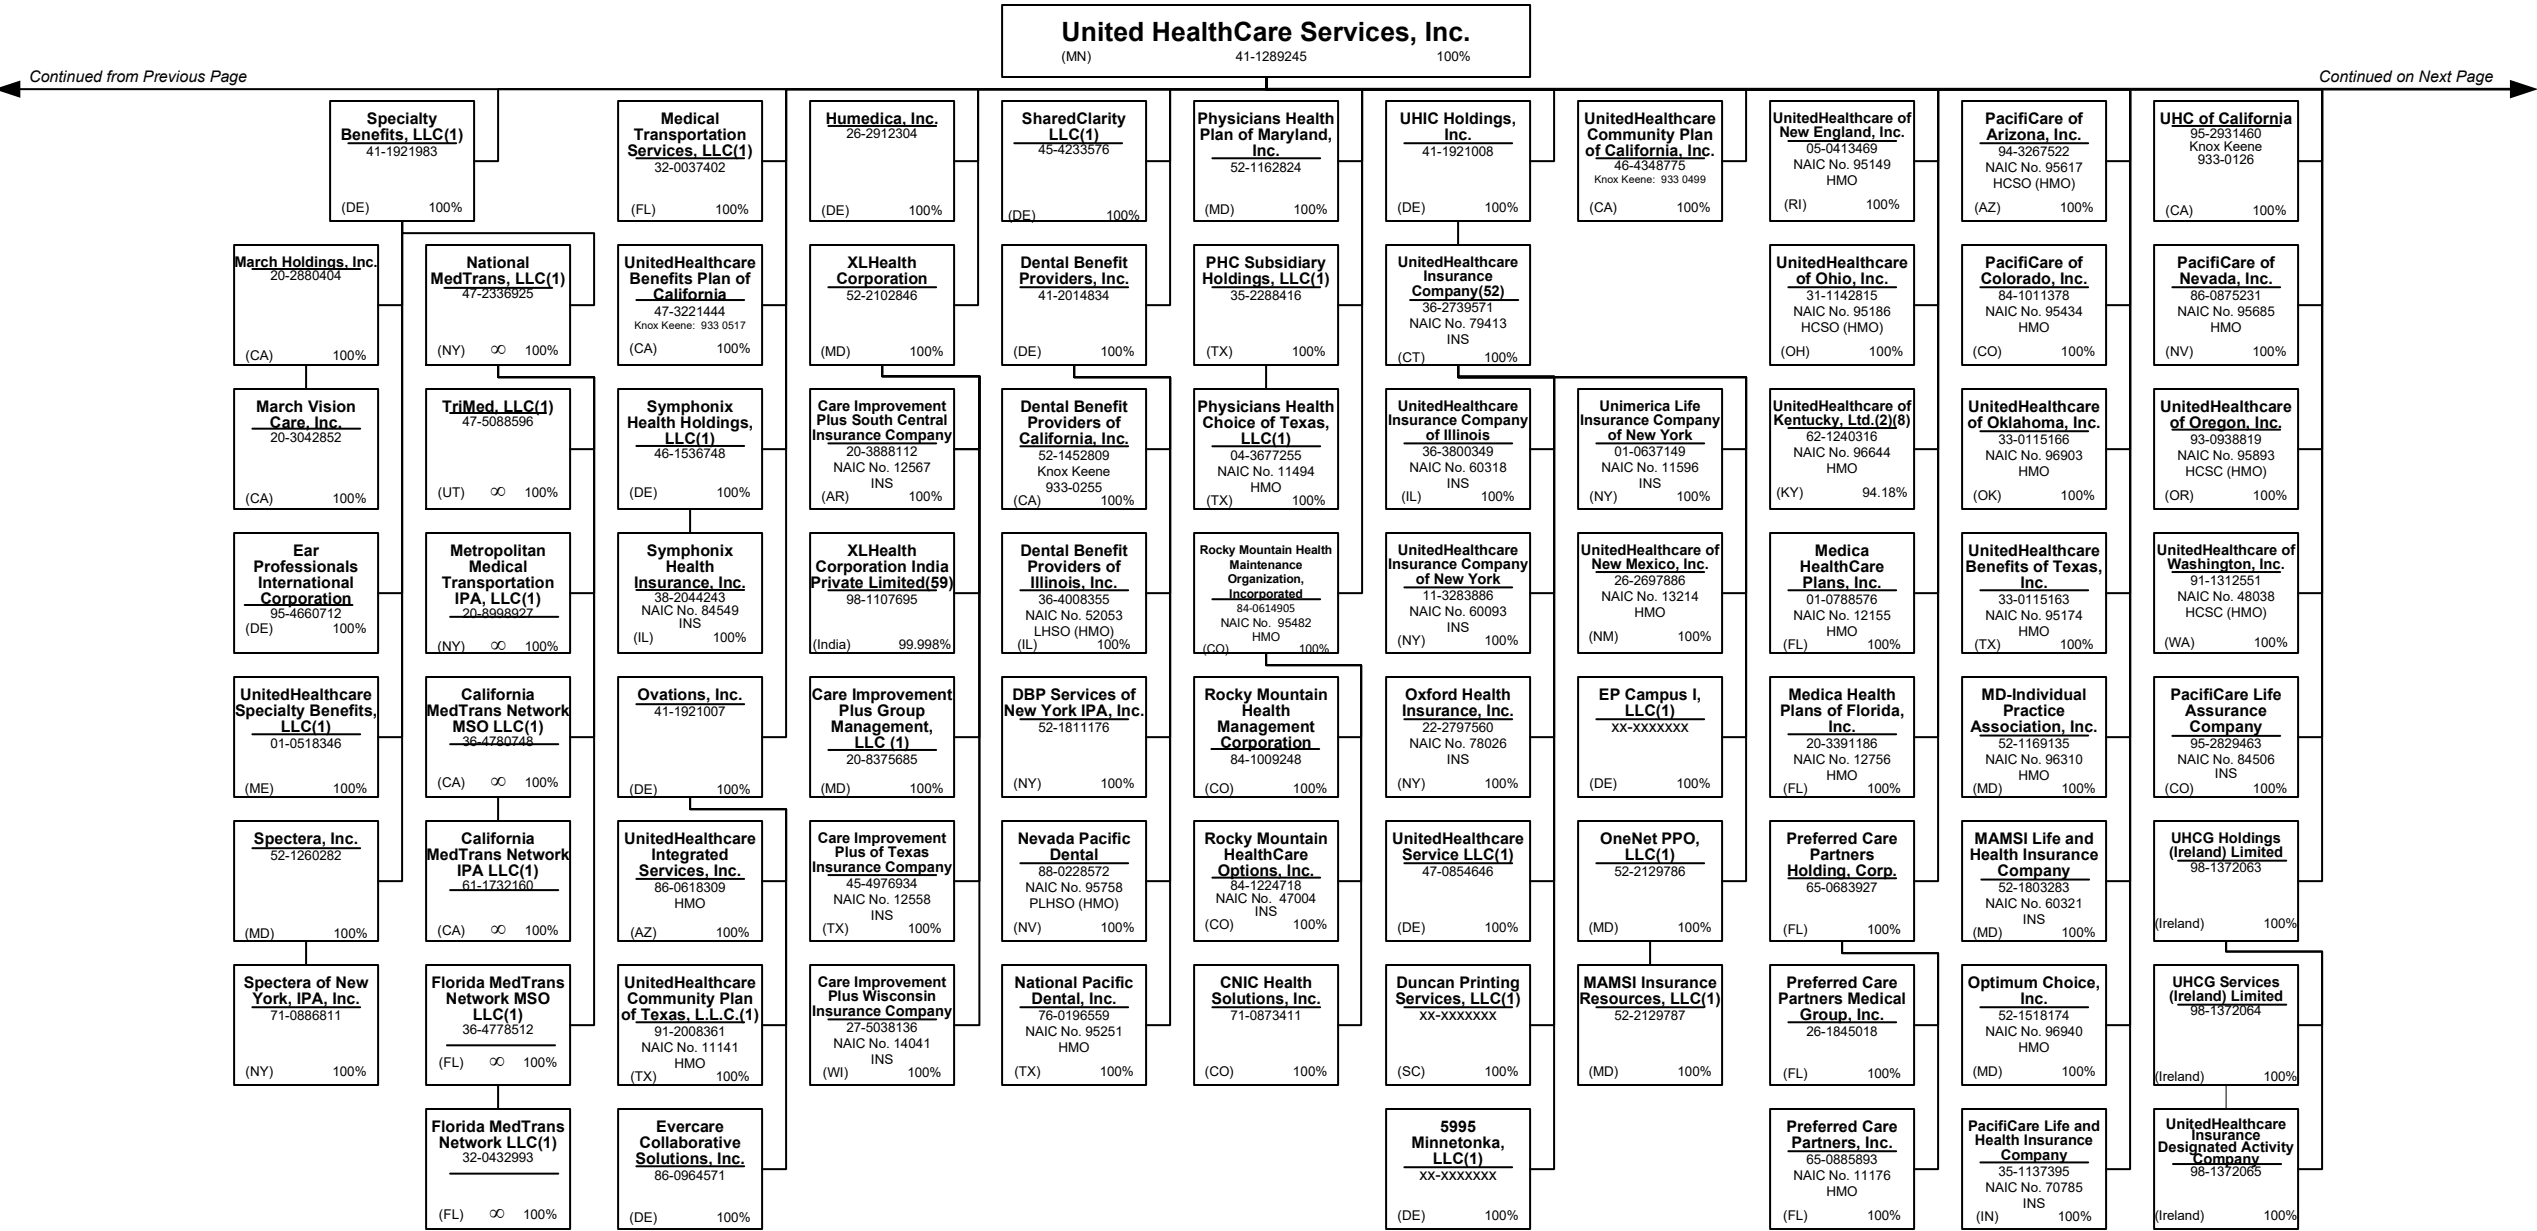 United HealthCare Services, Inc.
(MN) 41-1289245 100%
Continued from Previous Page
Continued on Next Page
Specialty
Benefits, LLC(1)
41-1921983
(DE) 100%
Medical
Transportation
Services, LLC(1)
32-0037402
(FL) 100%
Humedica, Inc.
26-2912304
(DE) 100%
SharedClarity
LLC(1)
45-4233576
(DE) 100%
Physicians Health
Plan of Maryland,
Inc.
52-1162824
(MD) 100%
UHIC Holdings,
Inc.
41-1921008
(DE) 100%
UnitedHealthcare
Community Plan
of California, Inc.
46-4348775
Knox Keene: 933 0499
(CA) 100%
UnitedHealthcare of
New England, Inc.
05-0413469
NAIC No. 95149
HMO
(RI) 100%
PacifiCare of
Arizona, Inc.
94-3267522
NAIC No. 95617
HCSO (HMO)
(AZ) 100%
UHC of California
95-2931460
Knox Keene
933-0126
(CA) 100%
March Holdings, Inc.
20-2880404
(CA) 100%
National
MedTrans, LLC(1)
47-2336925
(NY) ∞ 100%
UnitedHealthcare
Benefits Plan of
California
47-3221444
Knox Keene: 933 0517
(CA) 100%
XLHealth
Corporation
52-2102846
(MD) 100%
Dental Benefit
Providers, Inc.
41-2014834
(DE) 100%
PHC Subsidiary
Holdings, LLC(1)
35-2288416
(TX) 100%
UnitedHealthcare
Insurance
Company(52)
36-2739571
NAIC No. 79413
INS
(CT) 100%
UnitedHealthcare
of Ohio, Inc.
31-1142815
NAIC No. 95186
HCSO (HMO)
(OH) 100%
PacifiCare of
Colorado, Inc.
84-1011378
NAIC No. 95434
HMO
(CO) 100%
PacifiCare of
Nevada, Inc.
86-0875231
NAIC No. 95685
HMO
(NV) 100%
March Vision
Care, Inc.
20-3042852
(CA) 100%
TriMed, LLC(1)
47-5088596
(UT) ∞ 100%
Symphonix
Health Holdings,
LLC(1)
46-1536748
(DE) 100%
Care Improvement
Plus South Central
Insurance Company
20-3888112
NAIC No. 12567
INS
(AR) 100%
Dental Benefit
Providers of
California, Inc.
52-1452809
Knox Keene
933-0255
(CA) 100%
Physicians Health
Choice of Texas,
LLC(1)
04-3677255
NAIC No. 11494
HMO
(TX) 100%
UnitedHealthcare
Insurance Company
of Illinois
36-3800349
NAIC No. 60318
INS
(IL) 100%
Unimerica Life
Insurance Company
of New York
01-0637149
NAIC No. 11596
INS
(NY) 100%
UnitedHealthcare of
Kentucky, Ltd.(2)(8)
62-1240316
NAIC No. 96644
HMO
(KY) 94.18%
UnitedHealthcare
of Oklahoma, Inc.
33-0115166
NAIC No. 96903
HMO
(OK) 100%
UnitedHealthcare
of Oregon, Inc.
93-0938819
NAIC No. 95893
HCSC (HMO)
(OR) 100%
Ear
Professionals
International
Corporation
95-4660712
(DE) 100%
Metropolitan
Medical
Transportation
IPA, LLC(1)
20-8998927
(NY) ∞ 100%
Symphonix
Health
Insurance, Inc.
38-2044243
NAIC No. 84549
INS
(IL) 100%
XLHealth
Corporation India
Private Limited(59)
98-1107695
(India) 99.998%
Dental Benefit
Providers of
Illinois, Inc.
36-4008355
NAIC No. 52053
LHSO (HMO)
(IL) 100%
Rocky Mountain Health
Maintenance
Organization,
Incorporated
84-0614905
NAIC No. 95482
HMO
(CO) 100%
UnitedHealthcare
Insurance Company
of New York
11-3283886
NAIC No. 60093
INS
(NY) 100%
UnitedHealthcare of
New Mexico, Inc.
26-2697886
NAIC No. 13214
HMO
(NM) 100%
Medica
HealthCare
Plans, Inc.
01-0788576
NAIC No. 12155
HMO
(FL) 100%
UnitedHealthcare
Benefits of Texas,
Inc.
33-0115163
NAIC No. 95174
HMO
(TX) 100%
UnitedHealthcare of
Washington, Inc.
91-1312551
NAIC No. 48038
HCSC (HMO)
(WA) 100%
UnitedHealthcare
Specialty Benefits,
LLC(1)
01-0518346
(ME) 100%
California
MedTrans Network
MSO LLC(1)
36-4780748
(CA) ∞ 100%
Ovations, Inc.
41-1921007
(DE) 100%
Care Improvement
Plus Group
Management,
LLC (1)
20-8375685
(MD) 100%
DBP Services of
New York IPA, Inc.
52-1811176
(NY) 100%
Rocky Mountain
Health
Management
Corporation
84-1009248
(CO) 100%
Oxford Health
Insurance, Inc.
22-2797560
NAIC No. 78026
INS
(NY) 100%
EP Campus I,
LLC(1)
xx-xxxxxxx
(DE) 100%
Medica Health
Plans of Florida,
Inc.
20-3391186
NAIC No. 12756
HMO
(FL) 100%
MD-Individual
Practice
Association, Inc.
52-1169135
NAIC No. 96310
HMO
(MD) 100%
PacifiCare Life
Assurance
Company
95-2829463
NAIC No. 84506
INS
(CO) 100%
Spectera, Inc.
52-1260282
(MD) 100%
California
MedTrans Network
IPA LLC(1)
61-1732160
(CA) ∞ 100%
UnitedHealthcare
Integrated
Services, Inc.
86-0618309
HMO
(AZ) 100%
Care Improvement
Plus of Texas
Insurance Company
45-4976934
NAIC No. 12558
INS
(TX) 100%
Nevada Pacific
Dental
88-0228572
NAIC No. 95758
PLHSO (HMO)
(NV) 100%
Rocky Mountain
HealthCare
Options, Inc.
84-1224718
NAIC No. 47004
INS
(CO) 100%
UnitedHealthcare
Service LLC(1)
47-0854646
(DE) 100%
OneNet PPO,
LLC(1)
52-2129786
(MD) 100%
Preferred Care
Partners
Holding, Corp.
65-0683927
(FL) 100%
MAMSI Life and
Health Insurance
Company
52-1803283
NAIC No. 60321
INS
(MD) 100%
UHCG Holdings
(Ireland) Limited
98-1372063
(Ireland) 100%
Spectera of New
York, IPA, Inc.
71-0886811
(NY) 100%
Florida MedTrans
Network MSO
LLC(1)
36-4778512
(FL) ∞ 100%
UnitedHealthcare
Community Plan
of Texas, L.L.C.(1)
91-2008361
NAIC No. 11141
HMO
(TX) 100%
Care Improvement
Plus Wisconsin
Insurance Company
27-5038136
NAIC No. 14041
INS
(WI) 100%
National Pacific
Dental, Inc.
76-0196559
NAIC No. 95251
HMO
(TX) 100%
CNIC Health
Solutions, Inc.
71-0873411
(CO) 100%
Duncan Printing
Services, LLC(1)
xx-xxxxxxx
(SC) 100%
MAMSI Insurance
Resources, LLC(1)
52-2129787
(MD) 100%
Preferred Care
Partners Medical
Group, Inc.
26-1845018
(FL) 100%
Optimum Choice,
Inc.
52-1518174
NAIC No. 96940
HMO
(MD) 100%
UHCG Services
(Ireland) Limited
98-1372064
(Ireland) 100%
Florida MedTrans
Network LLC(1)
32-0432993
(FL) ∞ 100%
Evercare
Collaborative
Solutions, Inc.
86-0964571
(DE) 100%
5995
Minnetonka,
LLC(1)
xx-xxxxxxx
(DE) 100%
Preferred Care
Partners, Inc.
65-0885893
NAIC No. 11176
HMO
(FL) 100%
PacifiCare Life and
Health Insurance
Company
35-1137395
NAIC No. 70785
INS
(IN) 100%
UnitedHealthcare
Insurance
Designated Activity
Company
98-1372065
(Ireland) 100%